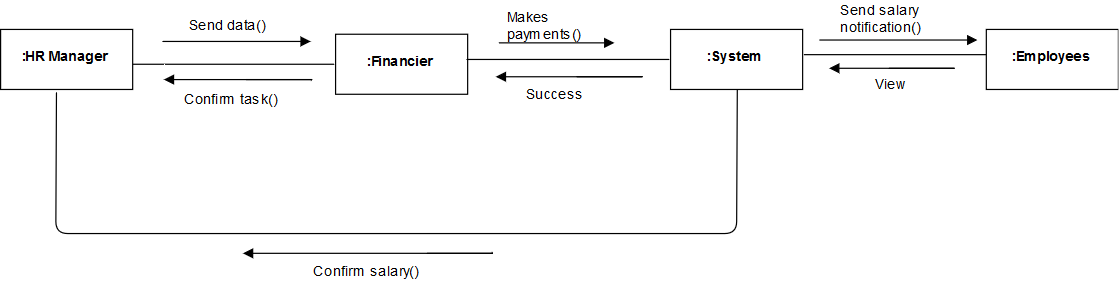 Send data()
Makes
payments()
Send salary
notification()
:HR Manager
:Financier
:System
:Employees
Confirm task()
Success
View
Confirm salary()